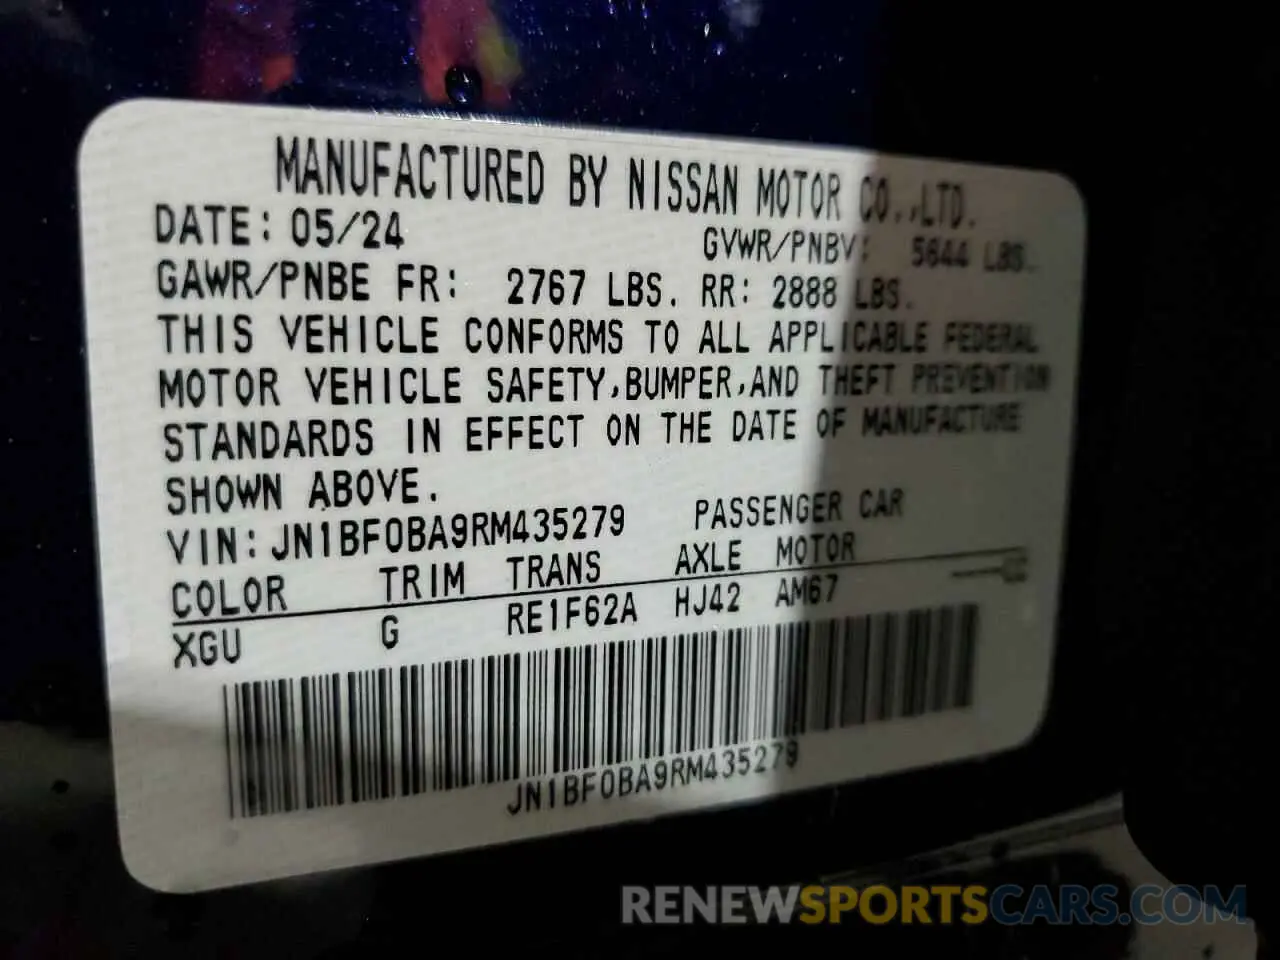 MANUFACTURED BY NISSAN MOTOR CO.,LTD.
DATE: 05/24
GVWR/PNBV: 5644 LBS.
GAWR/PNBE FR: 2767 LBS. RR: 2888 LBS.
THIS VEHICLE CONFORMS TO ALL APPLICABLE FEDERAL
MOTOR VEHICLE SAFETY,BUMPER,AND THEFT PREVENTION
STANDARDS IN EFFECT ON THE DATE OF MANUFACTURE
SHOWN ABOVE.
VIN: JN1BF0BA9RM435279 PASSENGER CAR
COLOR TRIM TRANS AXLE MOTOR
XGU G RE1F62A HJ42 AM67
JN1BF0BA9RM435279
RENEWSPORTSCARS.COM